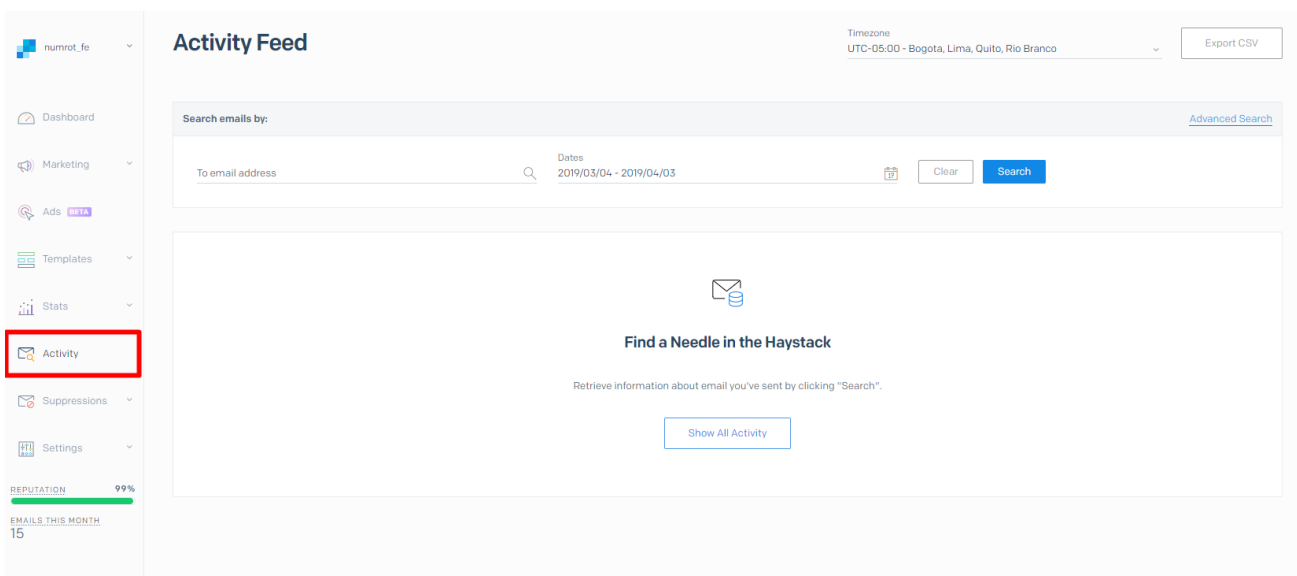 numrot_fe
Activity Feed
Timezone
UTC-05:00 - Bogota, Lima, Quito, Rio Branco
Export CSV
Dashboard
Marketing
Ads BETA
Templates
Stats
Activity
Suppressions
Settings
REPUTATION 99%
EMAILS THIS MONTH
15
Search emails by:
Advanced Search
To email address
Dates
2019/03/04 - 2019/04/03
Clear
Search
Find a Needle in the Haystack
Retrieve information about email you've sent by clicking "Search".
Show All Activity